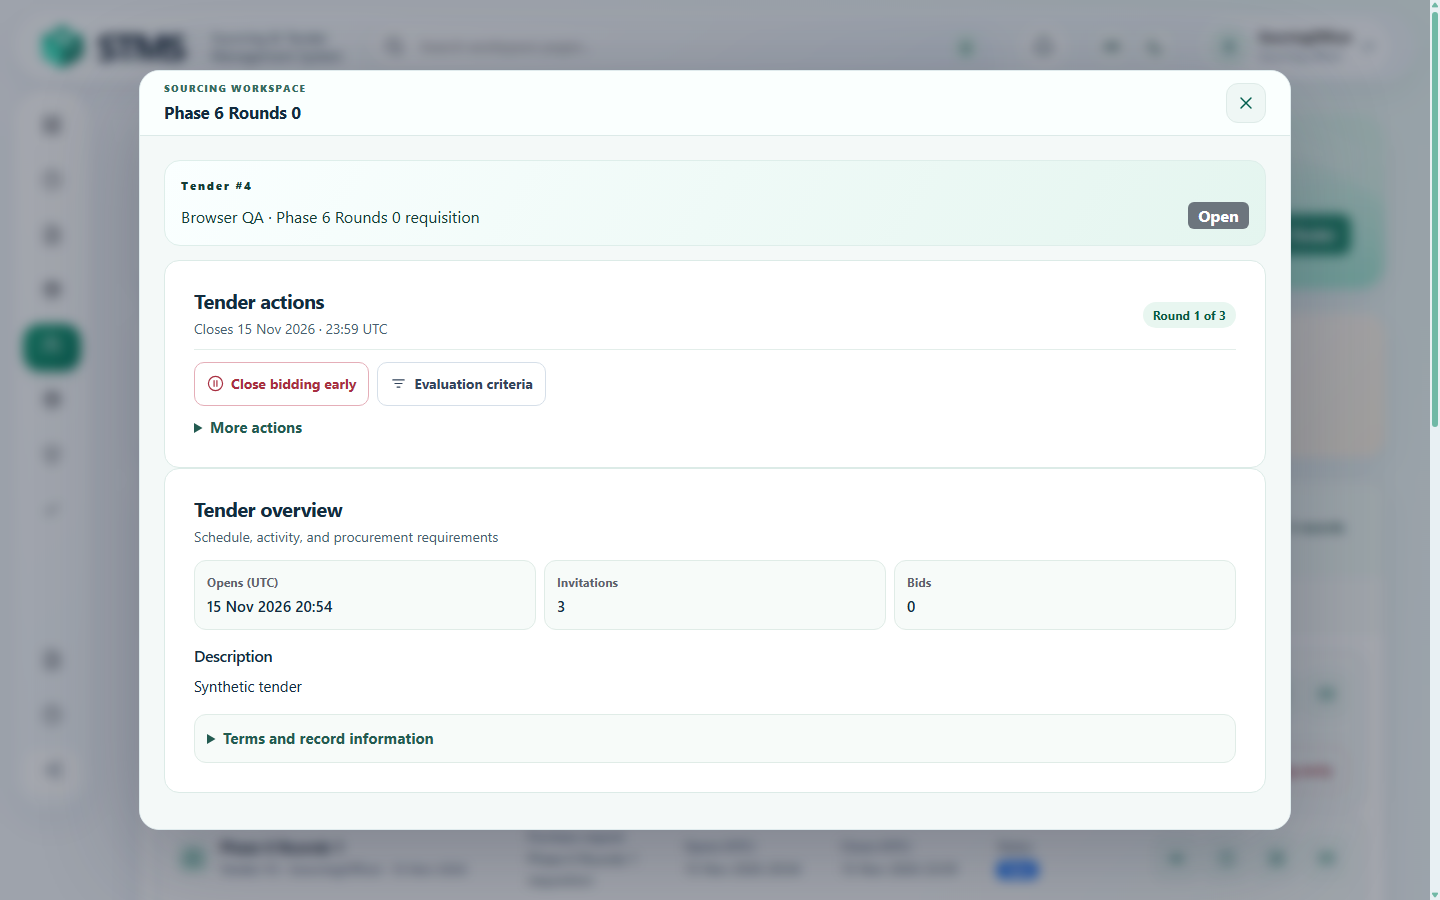 STMS
SOURCING WORKSPACE
Phase 6 Rounds 0
Tender #4
Browser QA · Phase 6 Rounds 0 requisition
Open
Tender actions
Closes 15 Nov 2026 · 23:59 UTC
Round 1 of 3
Close bidding early
Evaluation criteria
More actions
Tender overview
Schedule, activity, and procurement requirements
Opens (UTC)
15 Nov 2026 20:54
Invitations
3
Bids
0
Description
Synthetic tender
Terms and record information